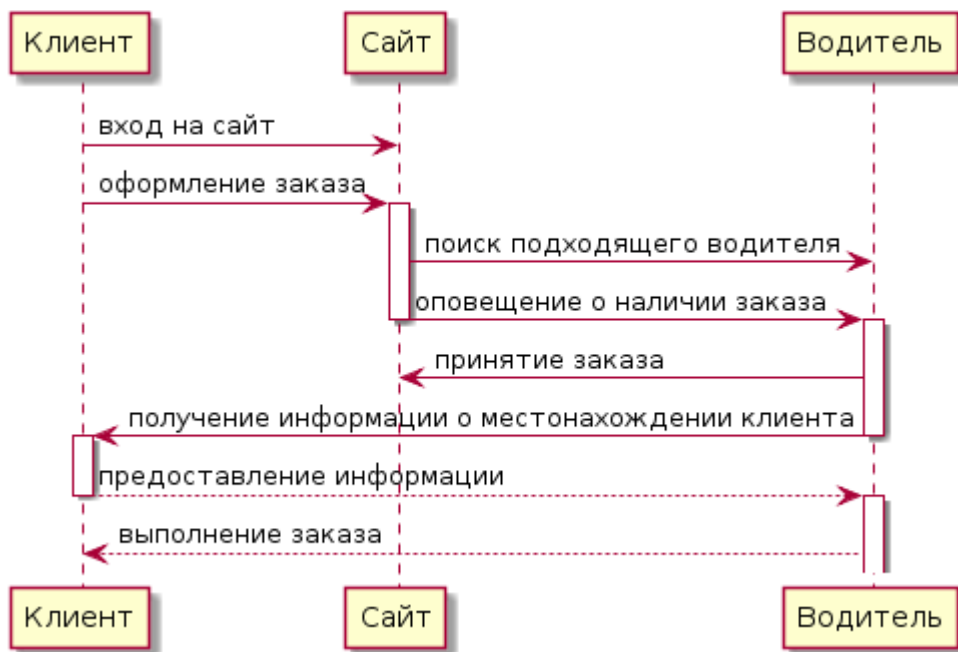 Клиент
Сайт
Водитель
вход на сайт
оформление заказа
поиск подходящего водителя
оповещение о наличии заказа
принятие заказа
получение информации о местонахождении клиента
предоставление информации
выполнение заказа
Клиент
Сайт
Водитель